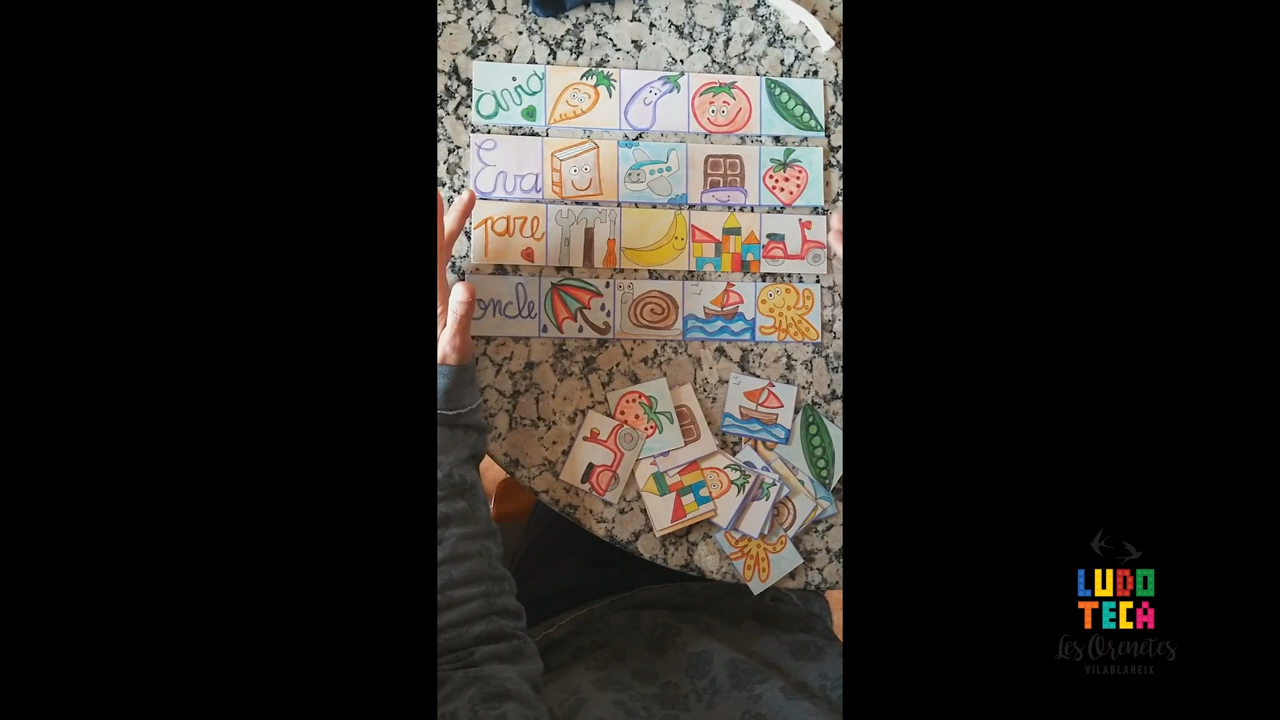 àvia
Eva
pare
oncle
LUDO
TECA
Les Orenetes
VILABLAREIX